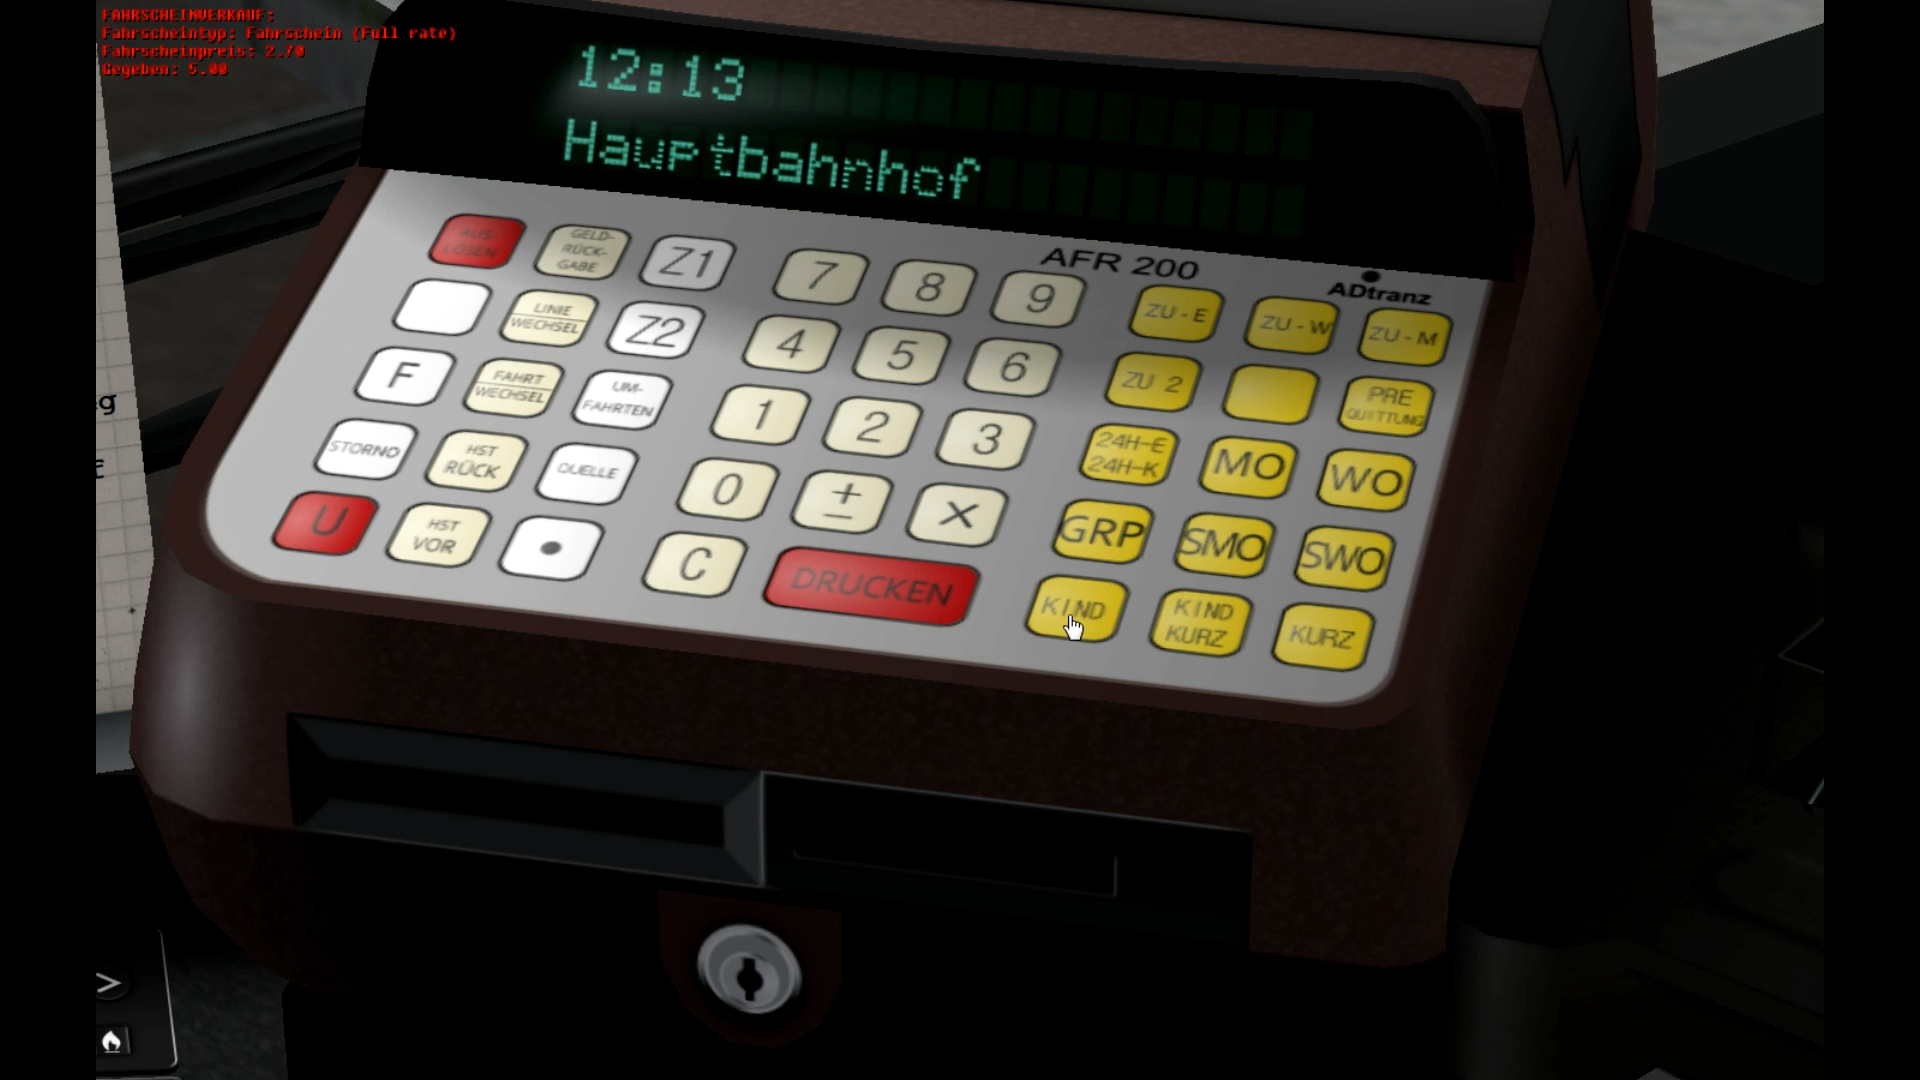 FAHRSCHEINVERKAUF:
Fahrscheintyp: Fahrschein (Full rate)
Fahrscheinpreis: 2.70
Gegeben: 5.00
12:13
Hauptbahnhof
AFR 200
ADtranz
AUS-
LÖSEN
GELD-
RÜCK-
GABE
Z1
7
8
9
ZU - E
ZU - W
ZU - M
LINIE
WECHSEL
Z2
4
5
6
ZU 2
PRE
QUITTUNG
F
FAHRT
WECHSEL
UM-
FAHRTEN
1
2
3
24H-E
24H-K
MO
WO
STORNO
HST
RÜCK
QUELLE
0
±
X
GRP
SMO
SWO
U
HST
VOR
•
C
DRUCKEN
KIND
KIND
KURZ
KURZ
>